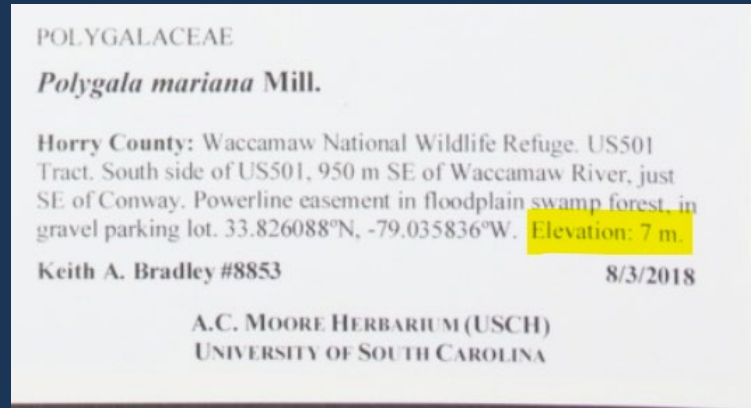 POLYGALACEAE
Polygala mariana Mill.
Horry County: Waccamaw National Wildlife Refuge. US501
Tract. South side of US501, 950 m SE of Waccamaw River, just
SE of Conway. Powerline easement in floodplain swamp forest, in
gravel parking lot. 33.826088ºN, -79.035836ºW. Elevation: 7 m.
Keith A. Bradley #8853 8/3/2018
A.C. MOORE HERBARIUM (USCH)
UNIVERSITY OF SOUTH CAROLINA